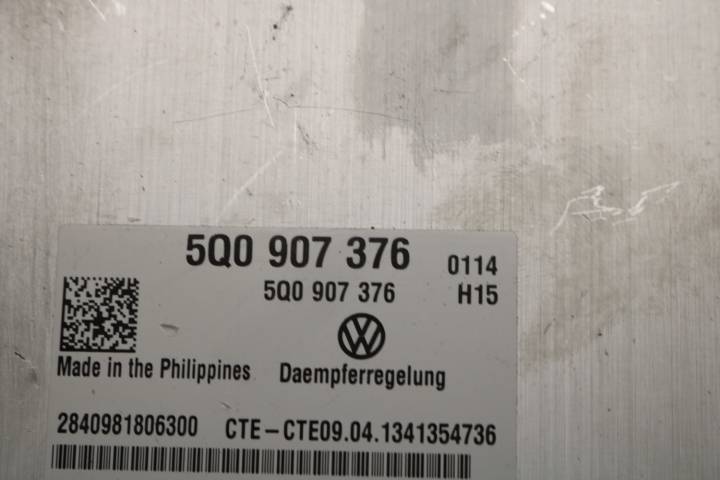 5Q0 907 376 0114
5Q0 907 376 H15
Made in the Philippines Daempferregelung
2840981806300 CTE-CTE09.04.1341354736